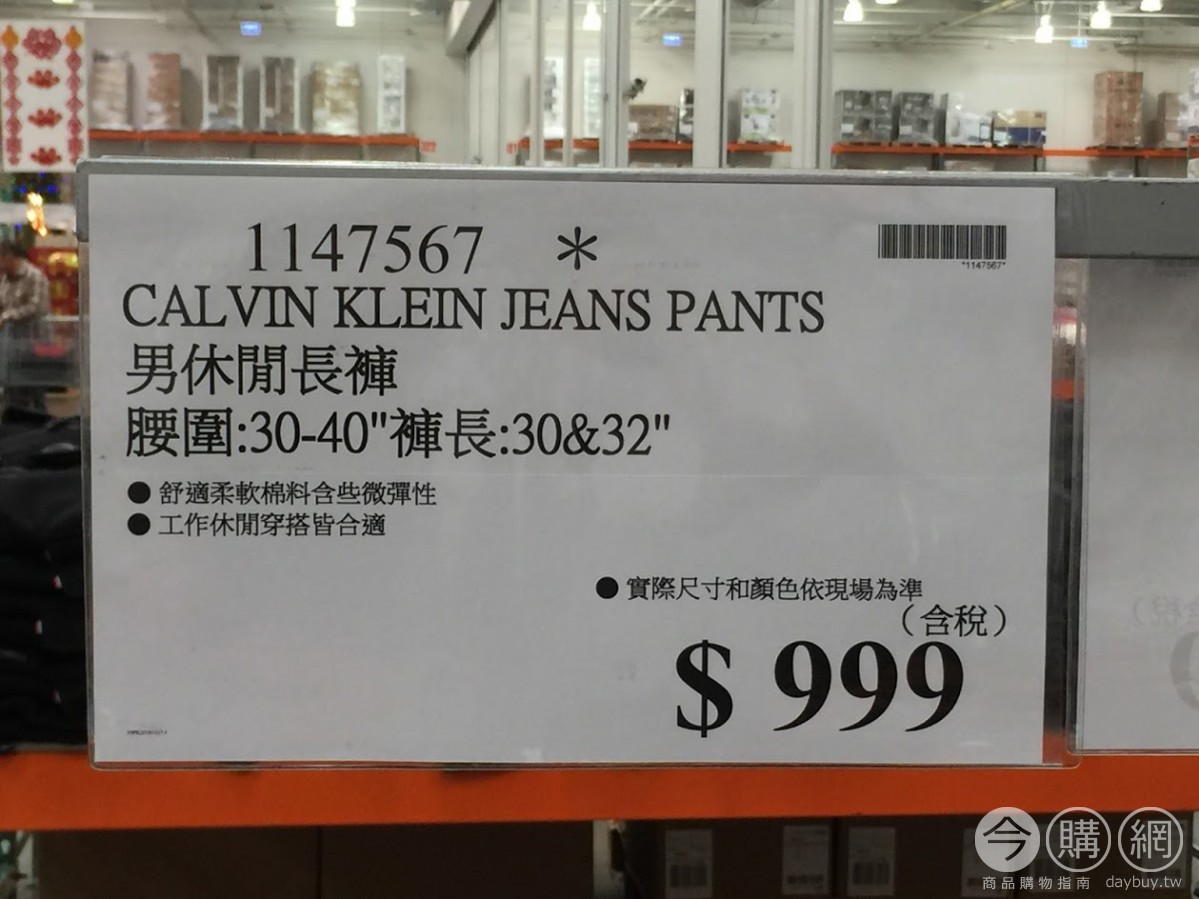 1147567 *
*1147567*
CALVIN KLEIN JEANS PANTS
男休閒長褲
腰圍:30-40"褲長:30&32"
● 舒適柔軟棉料含些微彈性
● 工作休閒穿搭皆合適
● 實際尺寸和顏色依現場為準
（含稅）
$ 999
今購網
商品購物指南 daybuy.tw